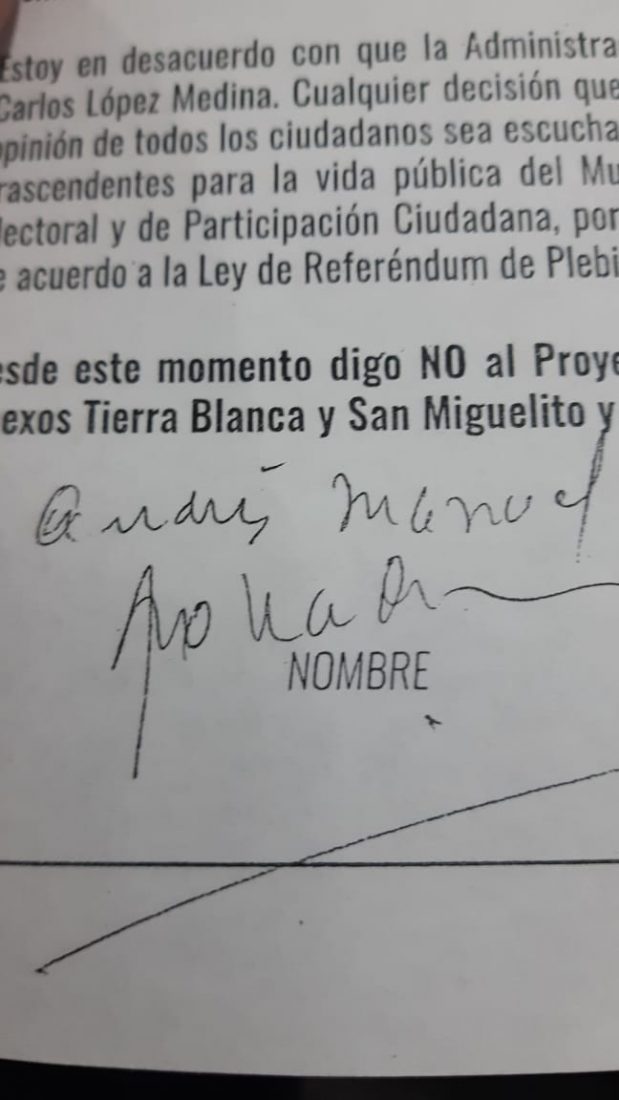 Estoy en desacuerdo con que la Administra
Carlos López Medina. Cualquier decisión que
opinión de todos los ciudadanos sea escucha
rascendentes para la vida pública del Mu
lectoral y de Participación Ciudadana, por
e acuerdo a la Ley de Referéndum de Plebi
esde este momento digo NO al Proye
exos Tierra Blanca y San Miguelito y
Andrés Manuel
NOMBRE